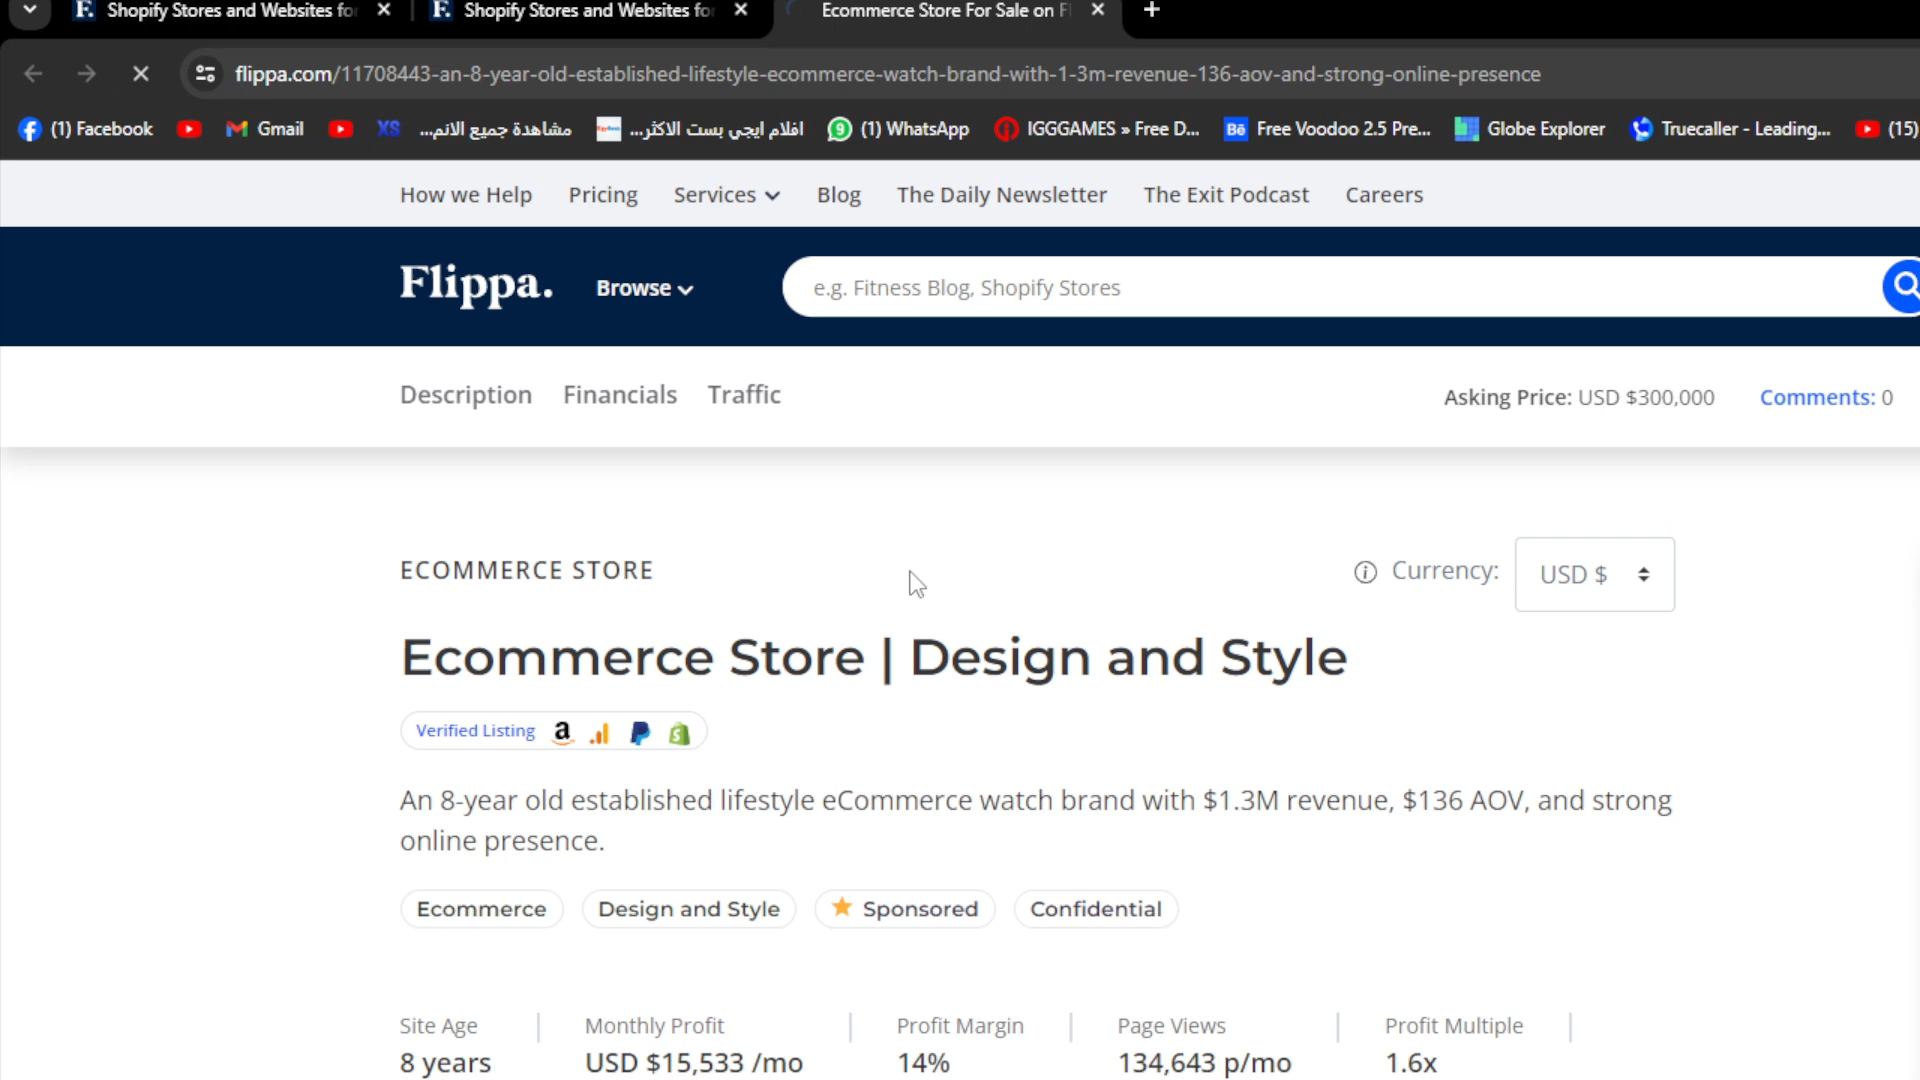 Shopify Stores and Websites for
Shopify Stores and Websites for
Ecommerce Store For Sale on Fl
flippa.com/11708443-an-8-year-old-established-lifestyle-ecommerce-watch-brand-with-1-3m-revenue-136-aov-and-strong-online-presence
(1) Facebook Gmail XS مشاهدة جميع الانم... افلام ايجي بست الاكثر... (1) WhatsApp IGGGAMES » Free D... Bē Free Voodoo 2.5 Pre... Globe Explorer Truecaller - Leading... (15)
How we Help Pricing Services Blog The Daily Newsletter The Exit Podcast Careers
Flippa. Browse e.g. Fitness Blog, Shopify Stores
Description Financials Traffic Asking Price: USD $300,000 Comments: 0
ECOMMERCE STORE Currency: USD $
Ecommerce Store | Design and Style
Verified Listing
An 8-year old established lifestyle eCommerce watch brand with $1.3M revenue, $136 AOV, and strong
online presence.
Ecommerce Design and Style Sponsored Confidential
Site Age Monthly Profit Profit Margin Page Views Profit Multiple
8 years USD $15,533 /mo 14% 134,643 p/mo 1.6x